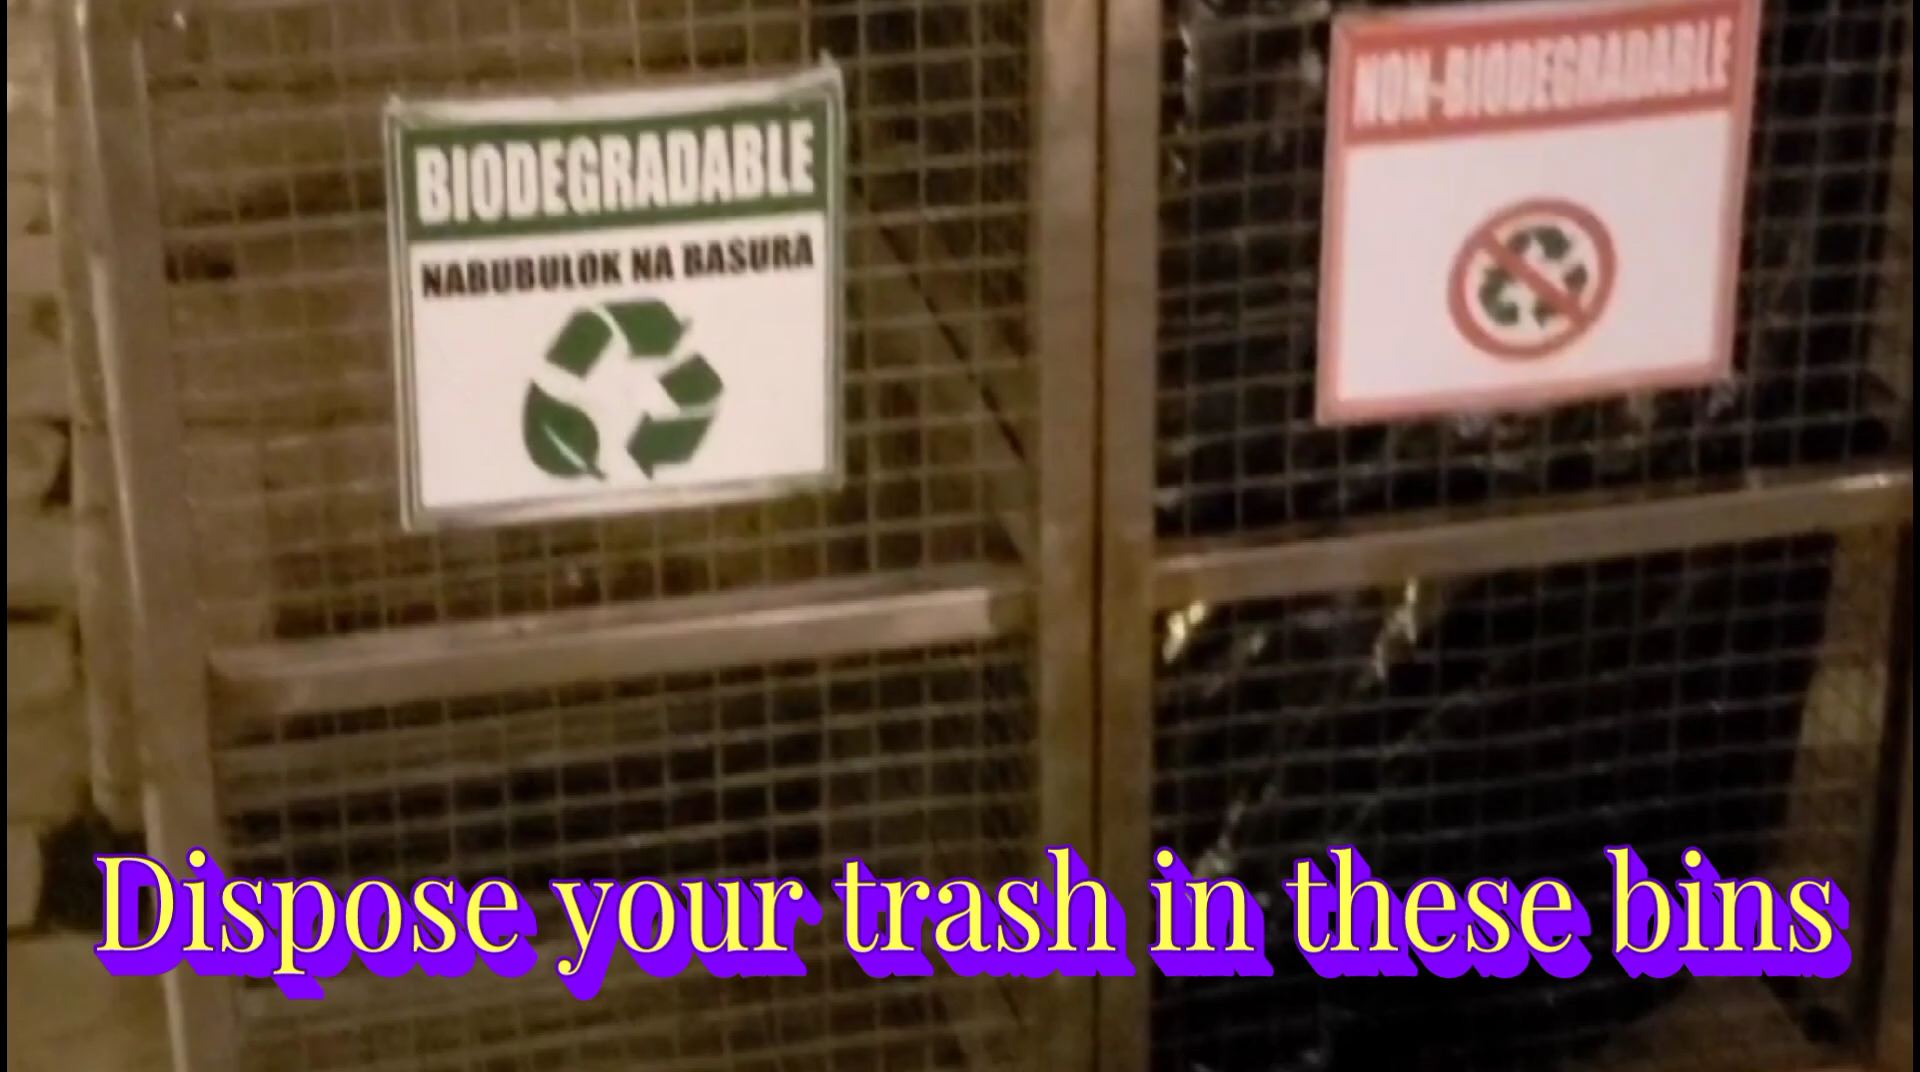 BIODEGRADABLE
NABUBULOK NA BASURA
NON-BIODEGRADABLE
Dispose your trash in these bins